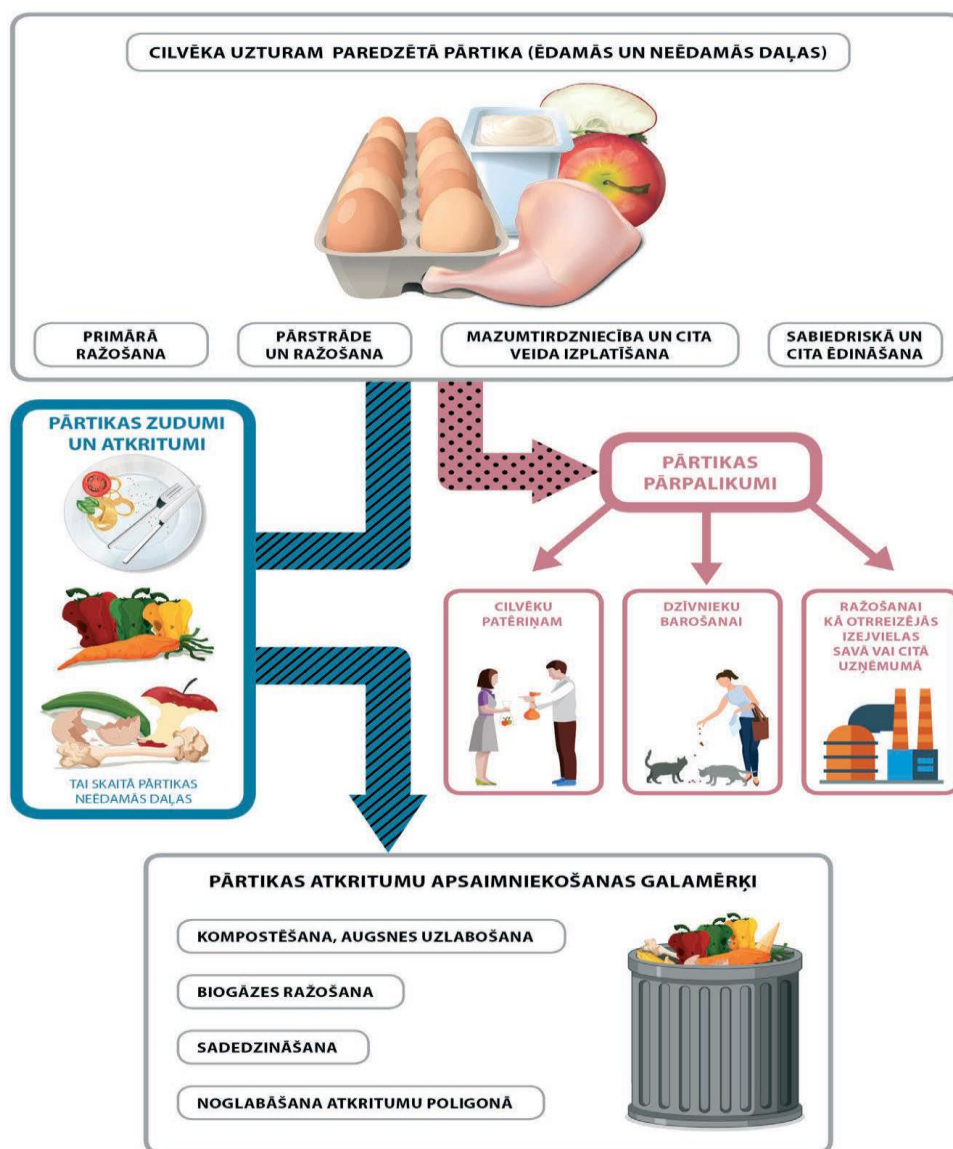 CILVĒKA UZTURAM PAREDZĒTĀ PĀRTIKA (ĒDAMĀS UN NEĒDAMĀS DAĻAS)
PRIMĀRĀ
RAŽOŠANA
PĀRSTRĀDE
UN RAŽOŠANA
MAZUMTIRDZNIECĪBA UN CITA
VEIDA IZPLATĪŠANA
SABIEDRISKĀ UN
CITA ĒDINĀŠANA
PĀRTIKAS ZUDUMI
UN ATKRITUMI
TAI SKAITĀ PĀRTIKAS
NEĒDAMĀS DAĻAS
PĀRTIKAS
PĀRPALIKUMI
CILVĒKU
PATĒRIŅAM
DZĪVNIEKU
BAROŠANAI
RAŽOŠANAI
KĀ OTRREIZĒJĀS
IZEJVIELAS
SAVĀ VAI CITĀ
UZŅĒMUMĀ
PĀRTIKAS ATKRITUMU APSAIMNIEKOŠANAS GALAMĒRĶI
KOMPOSTĒŠANA, AUGSNES UZLABOŠANA
BIOGĀZES RAŽOŠANA
SADEDZINĀŠANA
NOGLABĀŠANA ATKRITUMU POLIGONĀ